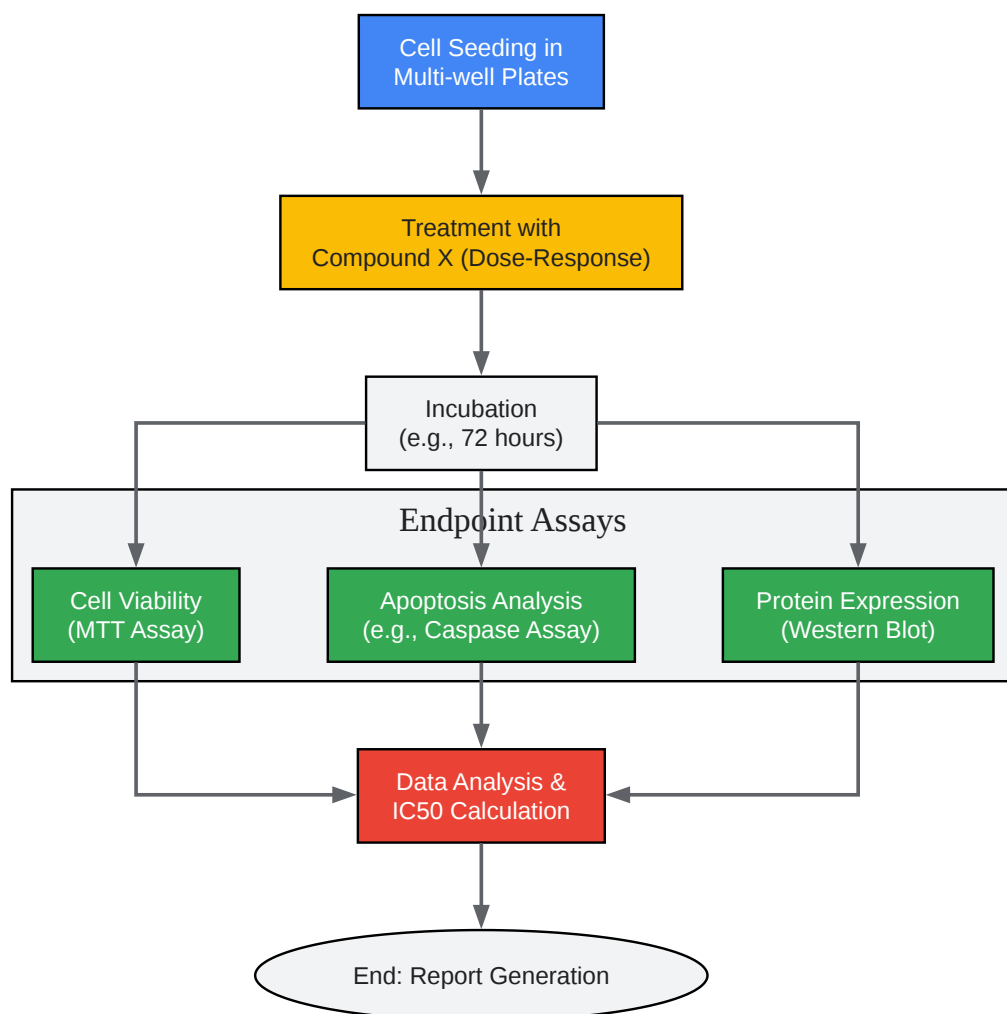 Cell Seeding in
Multi-well Plates
Treatment with
Compound X (Dose-Response)
Incubation
(e.g., 72 hours)
Endpoint Assays
Cell Viability
(MTT Assay)
Apoptosis Analysis
(e.g., Caspase Assay)
Protein Expression
(Western Blot)
Data Analysis &
IC50 Calculation
End: Report Generation